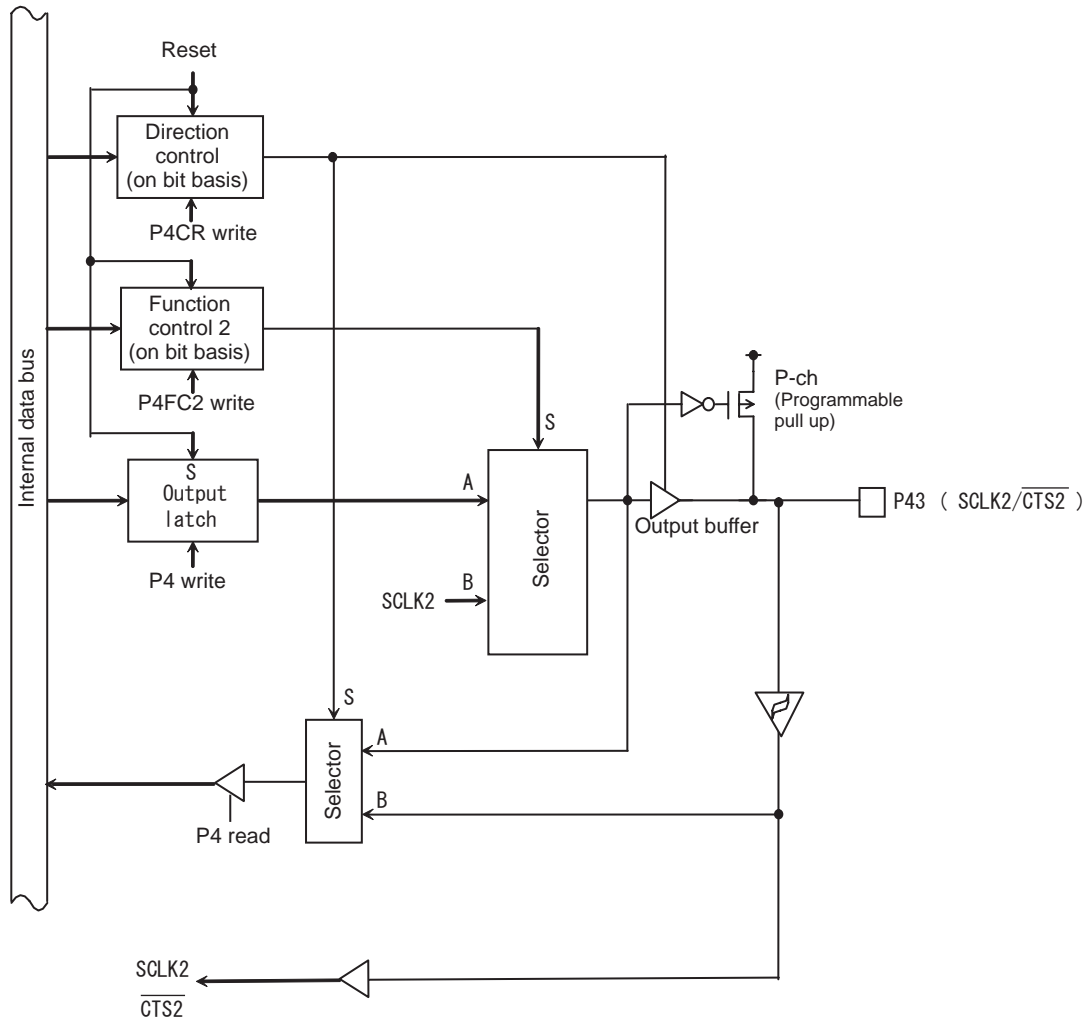 Reset
Direction
control
(on bit basis)
P4CR write
Function
control 2
(on bit basis)
P4FC2 write
Internal data bus
S
Output
latch
P4 write
S
A
B
SCLK2
Selector
P-ch
(Programmable
pull up)
Output buffer
P43 ( SCLK2/CTS2 )
S
A
B
Selector
P4 read
SCLK2
CTS2